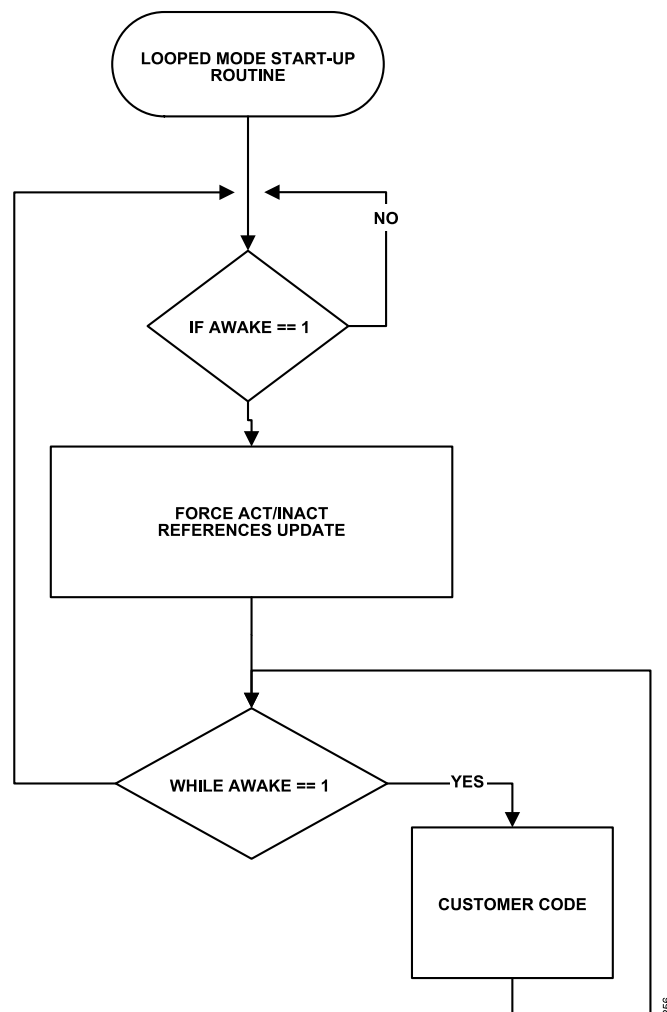 LOOPED MODE START-UP
ROUTINE
NO
IF AWAKE == 1
FORCE ACT/INACT
REFERENCES UPDATE
WHILE AWAKE == 1
YES
CUSTOMER CODE